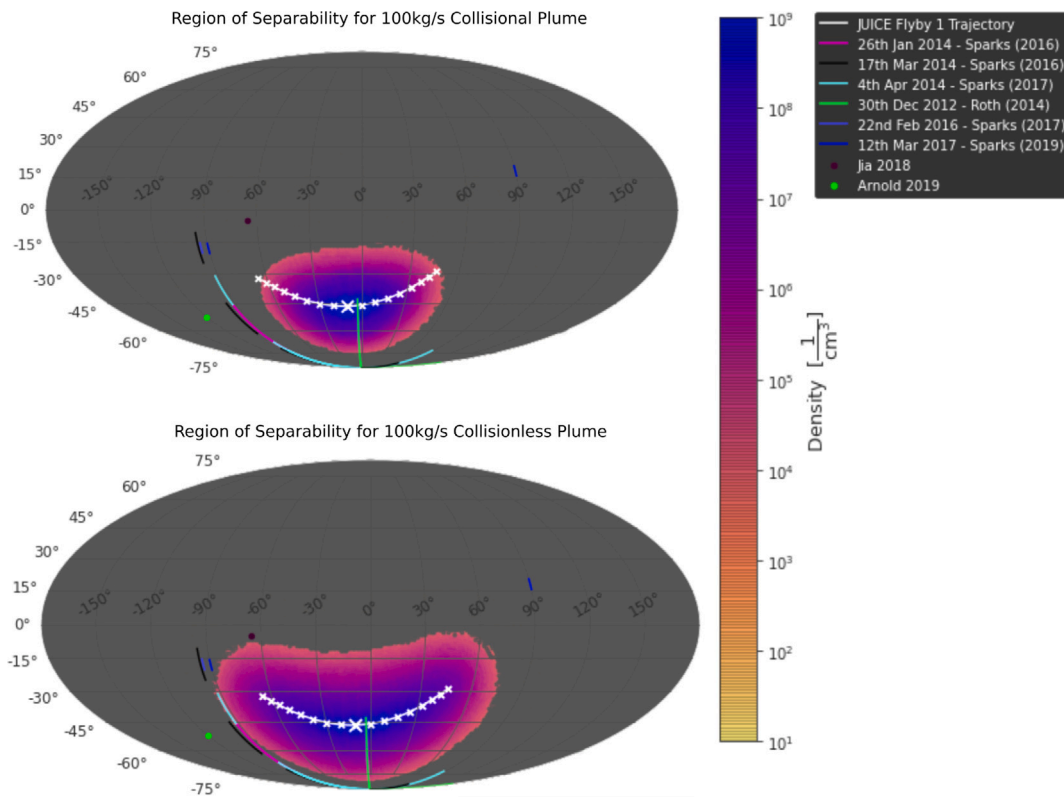 Region of Separability for 100kg/s Collisional Plume
75°
60°
45°
30°
15°
0°
-15°
-30°
-45°
-60°
-75°
-150° -120° -90° -60° -30° 0° 30° 60° 90° 120° 150°
Region of Separability for 100kg/s Collisionless Plume
75°
60°
45°
30°
15°
0°
-15°
-30°
-45°
-60°
-75°
-150° -120° -90° -60° -30° 0° 30° 60° 90° 120° 150°
10⁹
10⁸
10⁷
10⁶
10⁵
10⁴
10³
10²
10¹
Density [1/cm³]
JUICE Flyby 1 Trajectory
26th Jan 2014 - Sparks (2016)
17th Mar 2014 - Sparks (2016)
4th Apr 2014 - Sparks (2017)
30th Dec 2012 - Roth (2014)
22nd Feb 2016 - Sparks (2017)
12th Mar 2017 - Sparks (2019)
Jia 2018
Arnold 2019